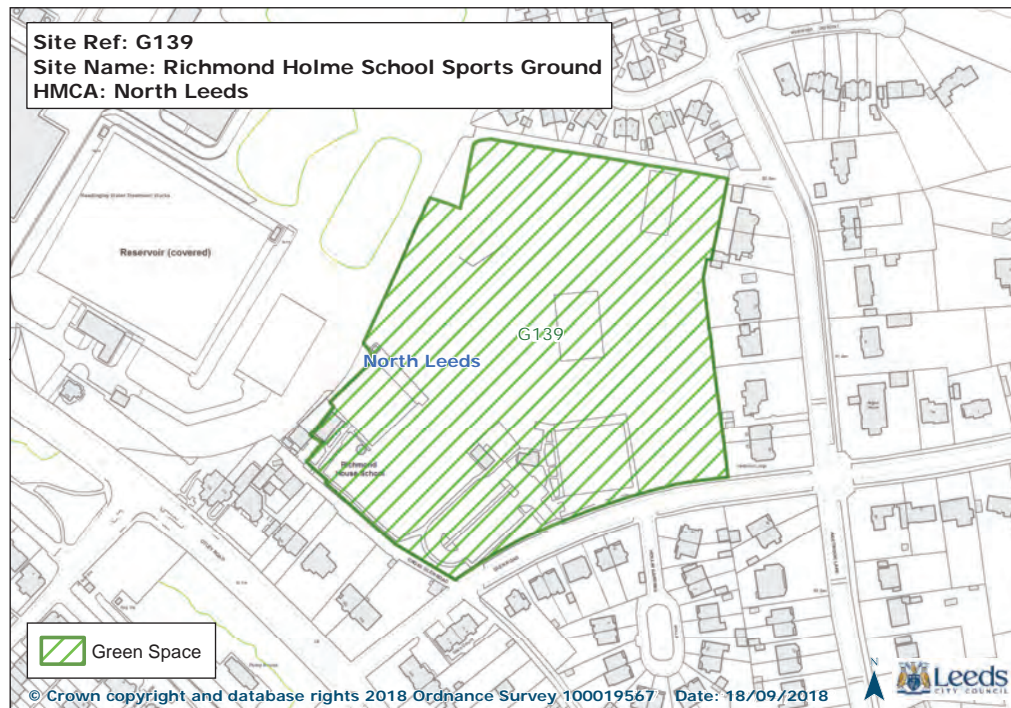 Site Ref: G139
Site Name: Richmond Holme School Sports Ground
HMCA: North Leeds
Reservoir (covered)
G139
North Leeds
Richmond
House School
Green Space
N
Leeds
CITY COUNCIL
© Crown copyright and database rights 2018 Ordnance Survey 100019567 Date: 18/09/2018